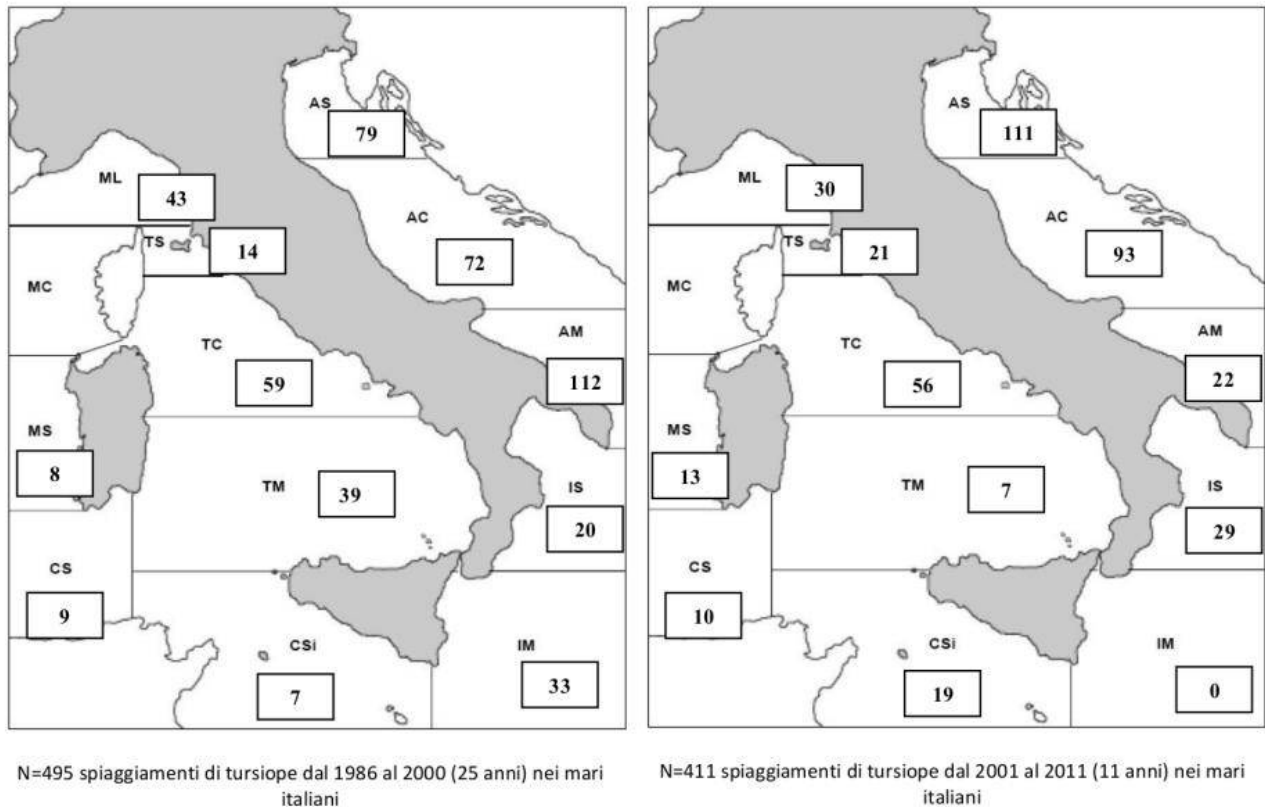 AS
79
ML
43
AC
TS
14
72
MC
AM
TC
59
112
MS
8
TM
39
IS
20
CS
9
CSi
IM
7
33
N=495 spiaggiamenti di tursiope dal 1986 al 2000 (25 anni) nei mari
italiani
AS
111
ML
30
AC
TS
21
93
MC
AM
TC
56
22
MS
13
TM
7
IS
29
CS
10
CSi
IM
19
0
N=411 spiaggiamenti di tursiope dal 2001 al 2011 (11 anni) nei mari
italiani